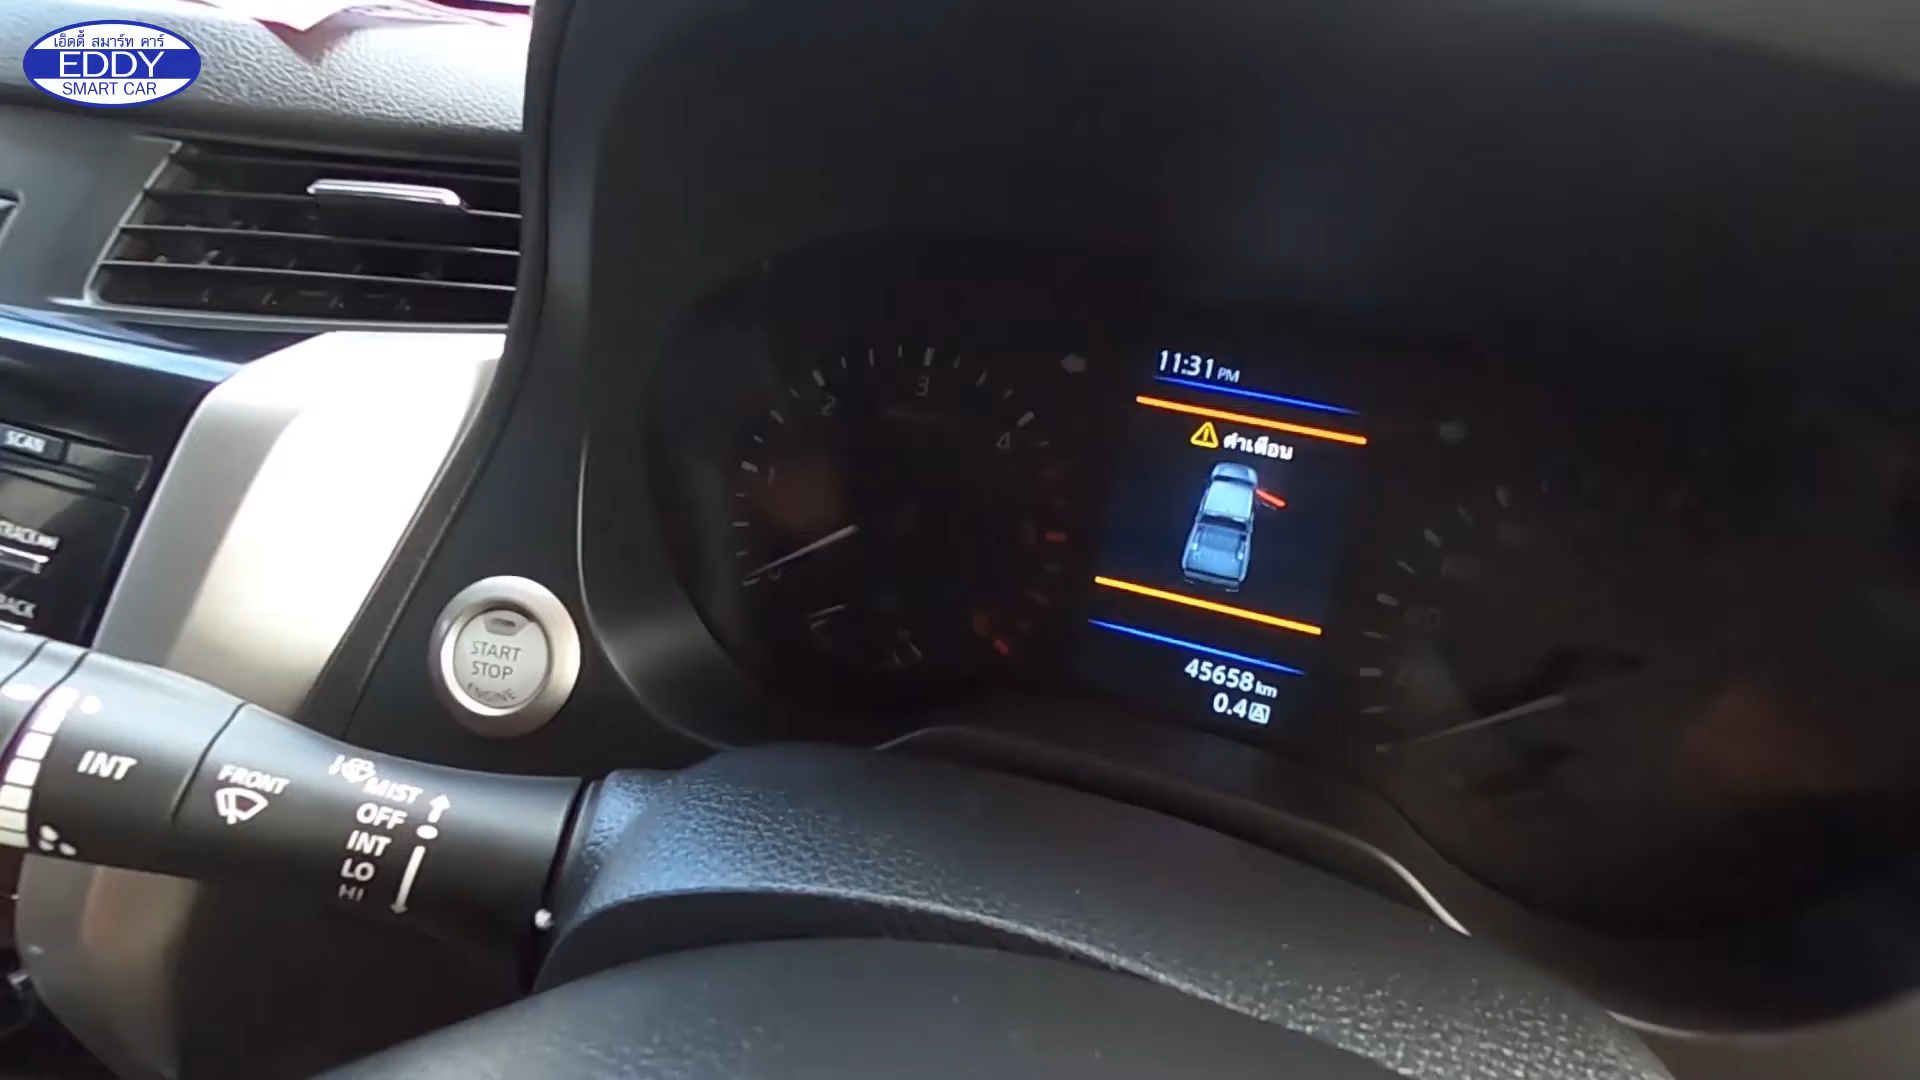 เอ็ดดี้ สมาร์ท คาร์
EDDY
SMART CAR
SCAN
TRACK
START
STOP
ENGINE
INT
FRONT
MIST
OFF
INT
LO
HI
2
3
4
11:31 PM
คำเตือน
45658 km
0.4 A